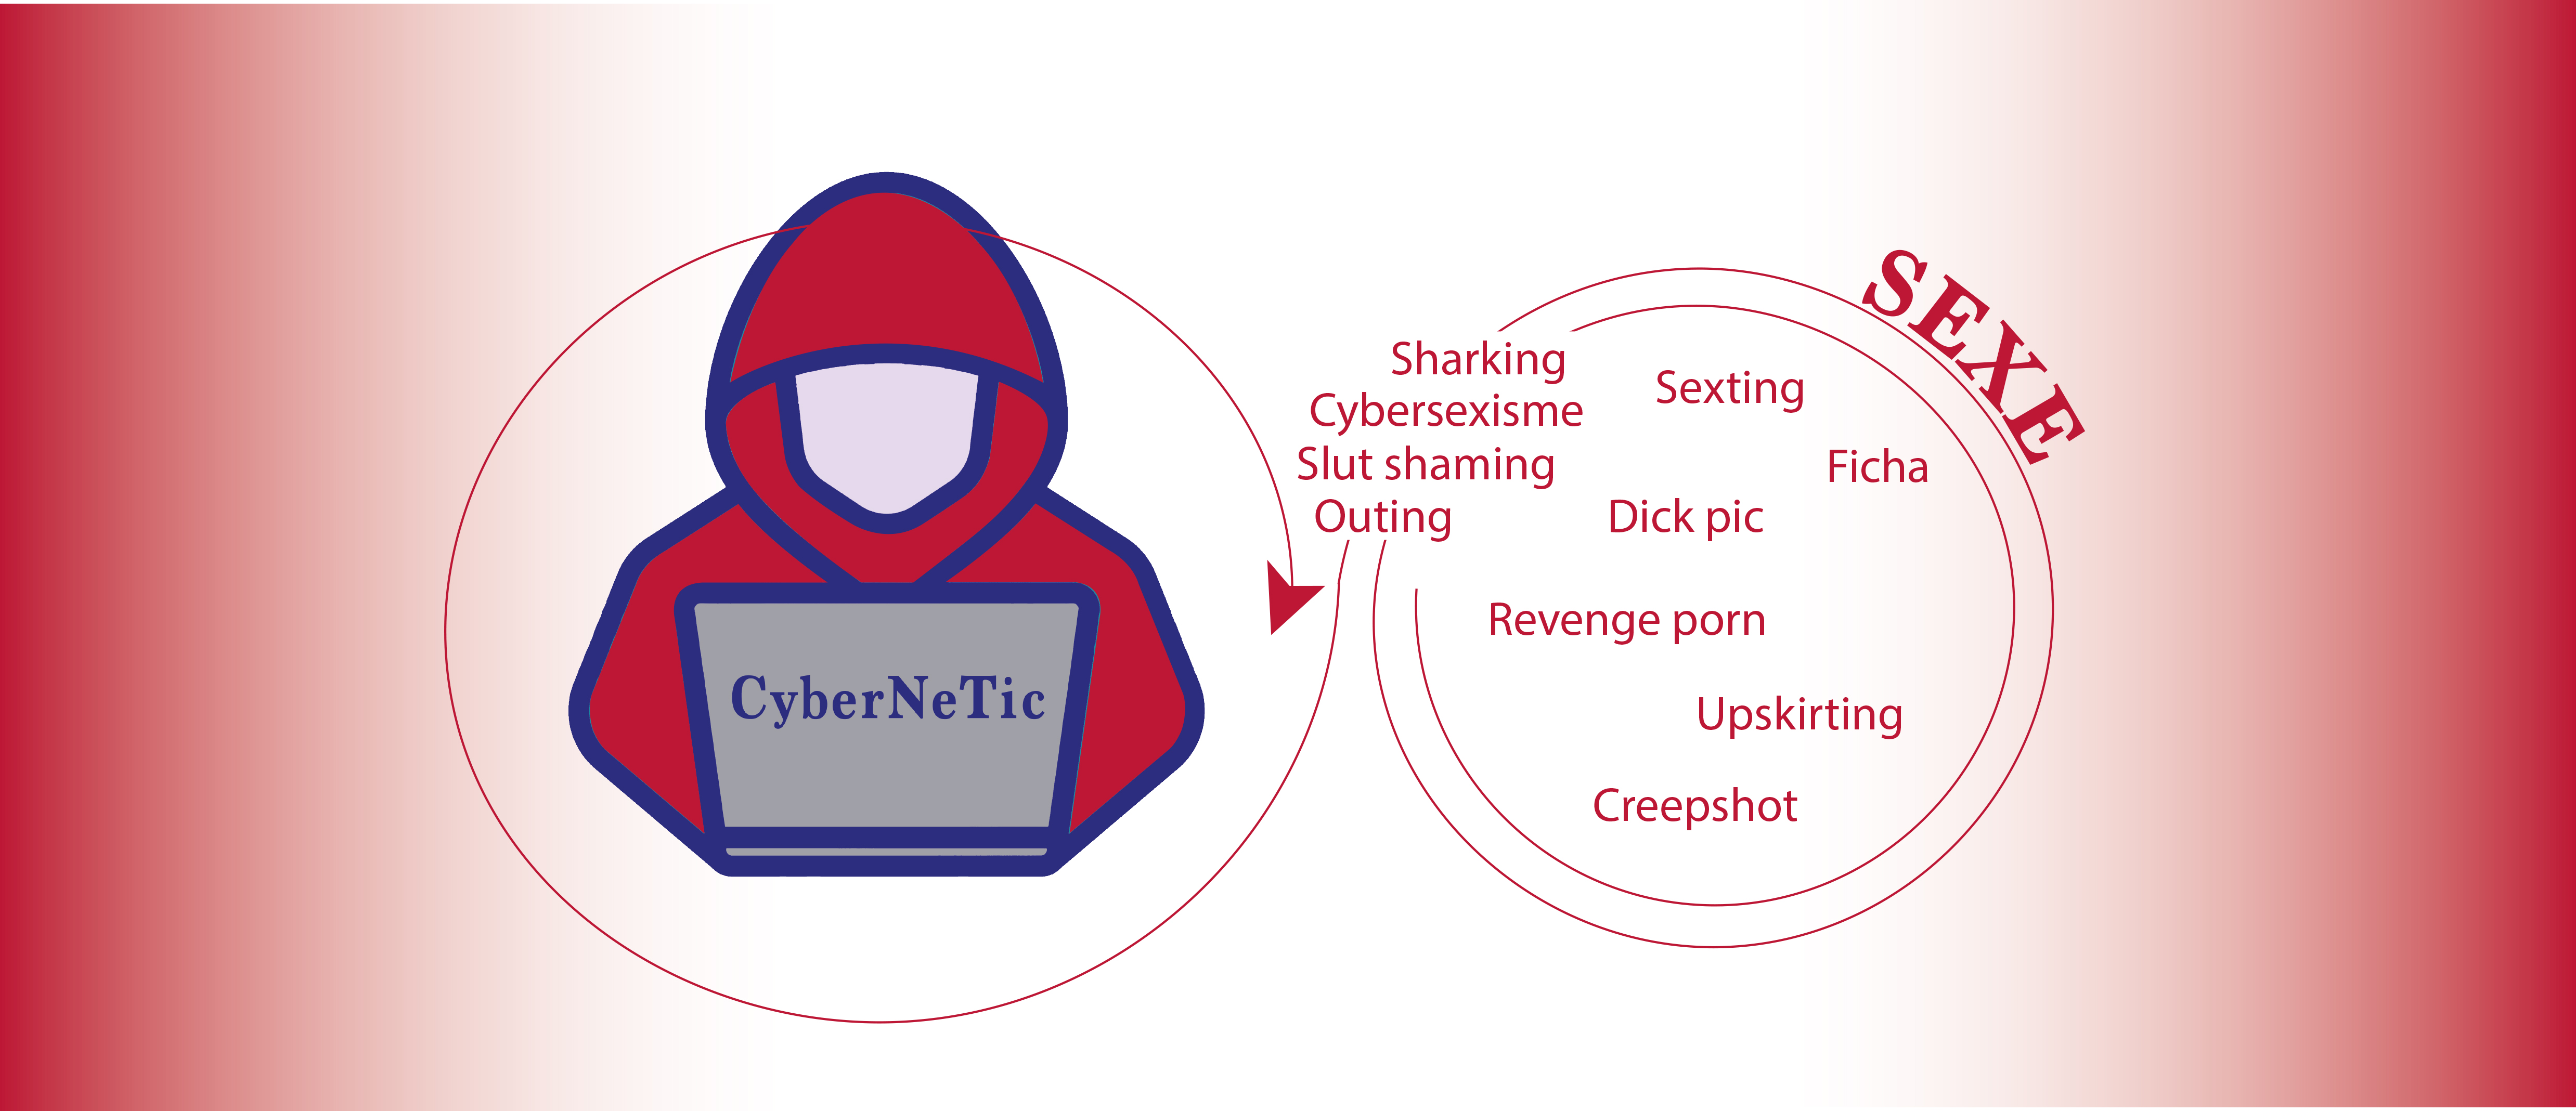 SEXE
Sharking
Sexting
Cybersexisme
Slut shaming
Ficha
Outing
Dick pic
Revenge porn
CyberNeTic
Upskirting
Creepshot